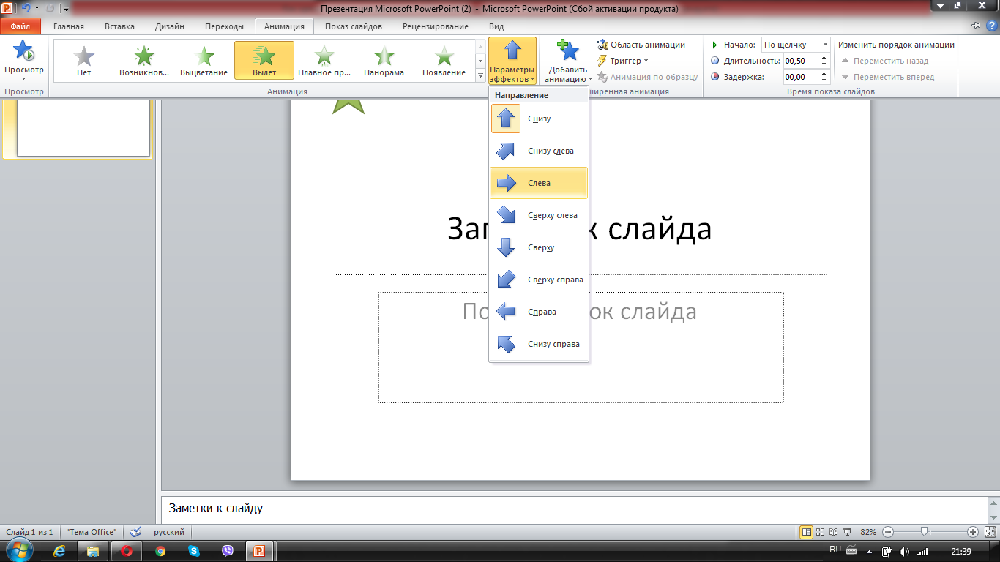 Презентация Microsoft PowerPoint (2) - Microsoft PowerPoint (Сбой активации продукта)
Файл Главная Вставка Дизайн Переходы Анимация Показ слайдов Рецензирование Вид
Просмотр
Нет
Возникнов...
Выцветание
Вылет
Плавное пр...
Панорама
Появление
Параметры
эффектов
Добавить
анимацию
Область анимации
Триггер
Анимация по образцу
Начало: По щелчку
Длительность: 00,50
Задержка: 00,00
Изменить порядок анимации
Переместить назад
Переместить вперед
Просмотр
Анимация
ширенная анимация
Время показа слайдов
Направление
Снизу
Снизу слева
Слева
Сверху слева
Сверху
Сверху справа
Справа
Снизу справа
Заг к слайда
По ок слайда
Заметки к слайду
Слайд 1 из 1 "Тема Office" русский 82%
RU 21:39